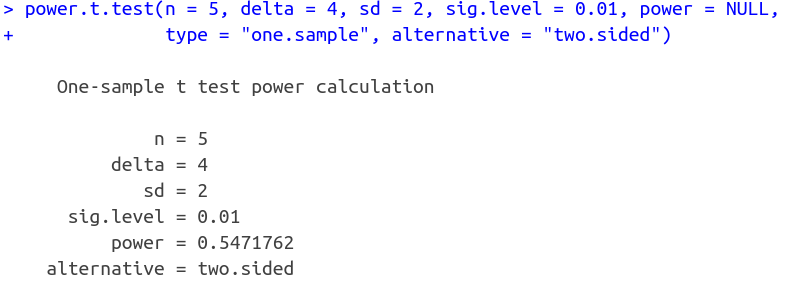 > power.t.test(n = 5, delta = 4, sd = 2, sig.level = 0.01, power = NULL,
+              type = "one.sample", alternative = "two.sided")
One-sample t test power calculation
n = 5
delta = 4
sd = 2
sig.level = 0.01
power = 0.5471762
alternative = two.sided